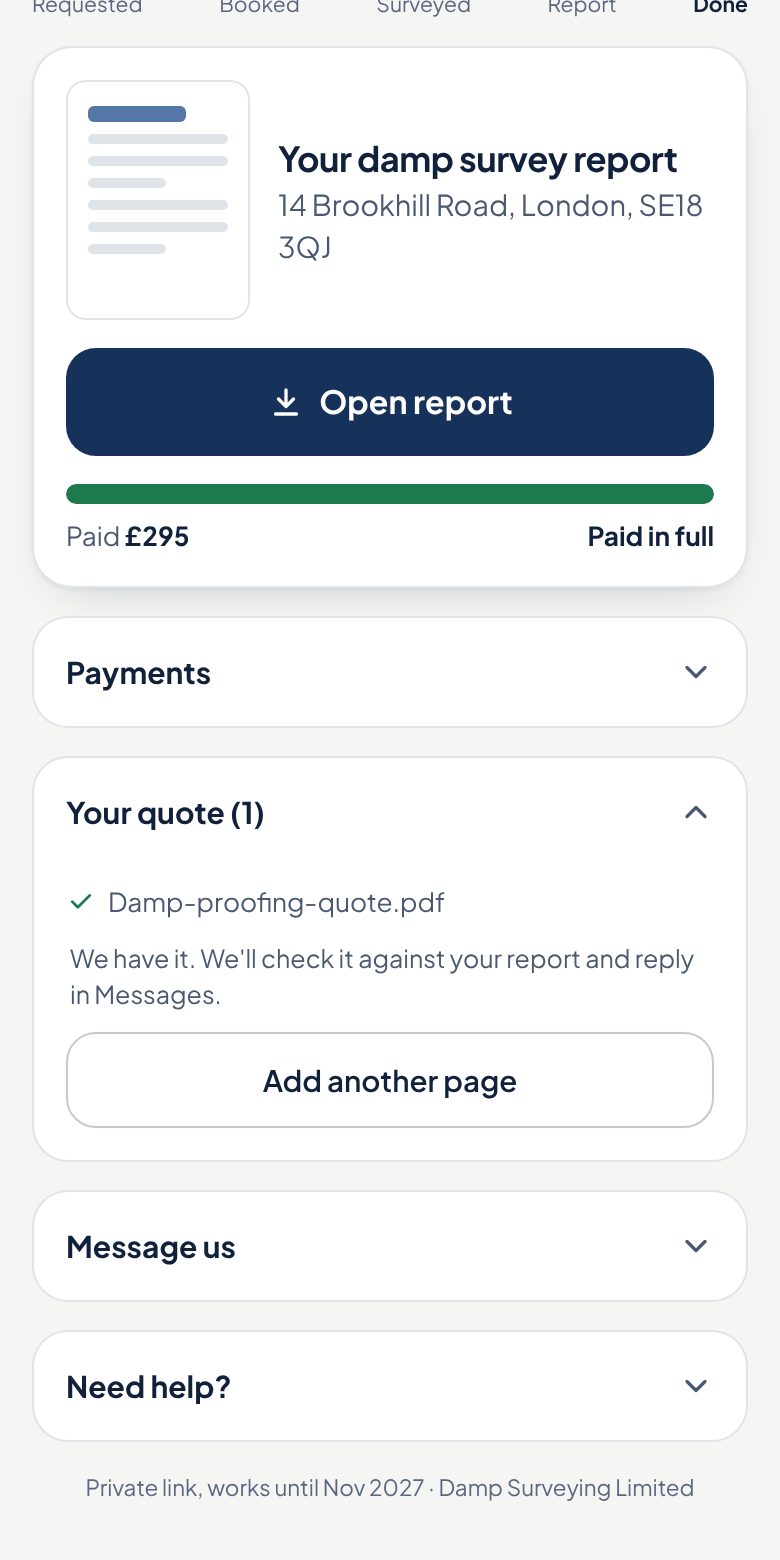 Requested Booked Surveyed Report Done
Your damp survey report
14 Brookhill Road, London, SE18
3QJ
Open report
Paid £295 Paid in full
Payments
Your quote (1)
Damp-proofing-quote.pdf
We have it. We'll check it against your report and reply
in Messages.
Add another page
Message us
Need help?
Private link, works until Nov 2027 · Damp Surveying Limited